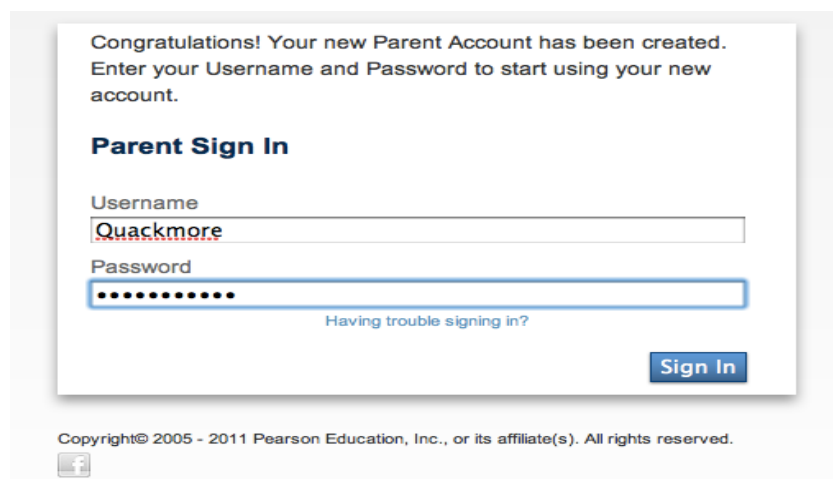 Congratulations! Your new Parent Account has been created.
Enter your Username and Password to start using your new
account.
Parent Sign In
Username
Quackmore
Password
•••••••••••
Having trouble signing in?
Sign In
Copyright© 2005 - 2011 Pearson Education, Inc., or its affiliate(s). All rights reserved.
f